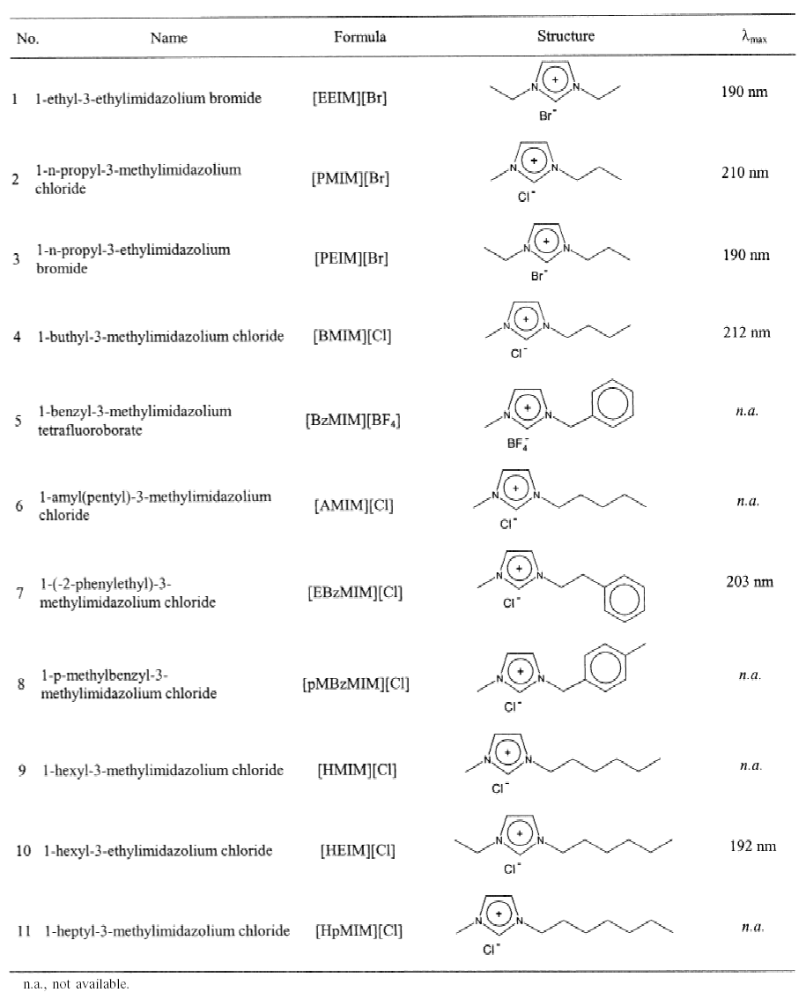 No. Name Formula Structure λmax
1 1-ethyl-3-ethylimidazolium bromide [EEIM][Br] N + N Br- 190 nm
2 1-n-propyl-3-methylimidazolium
chloride [PMIM][Br] N + N Cl- 210 nm
3 1-n-propyl-3-ethylimidazolium
bromide [PEIM][Br] N + N Br- 190 nm
4 1-buthyl-3-methylimidazolium chloride [BMIM][Cl] N + N Cl- 212 nm
5 1-benzyl-3-methylimidazolium
tetrafluoroborate [BzMIM][BF4] N + N BF4- n.a.
6 1-amyl(pentyl)-3-methylimidazolium
chloride [AMIM][Cl] N + N Cl- n.a.
7 1-(-2-phenylethyl)-3-
methylimidazolium chloride [EBzMIM][Cl] N + N Cl- 203 nm
8 1-p-methylbenzyl-3-
methylimidazolium chloride [pMBzMIM][Cl] N + N Cl- n.a.
9 1-hexyl-3-methylimidazolium chloride [HMIM][Cl] N + N Cl- n.a.
10 1-hexyl-3-ethylimidazolium chloride [HEIM][Cl] N + N Cl- 192 nm
11 1-heptyl-3-methylimidazolium chloride [HpMIM][Cl] N + N Cl- n.a.
n.a., not available.